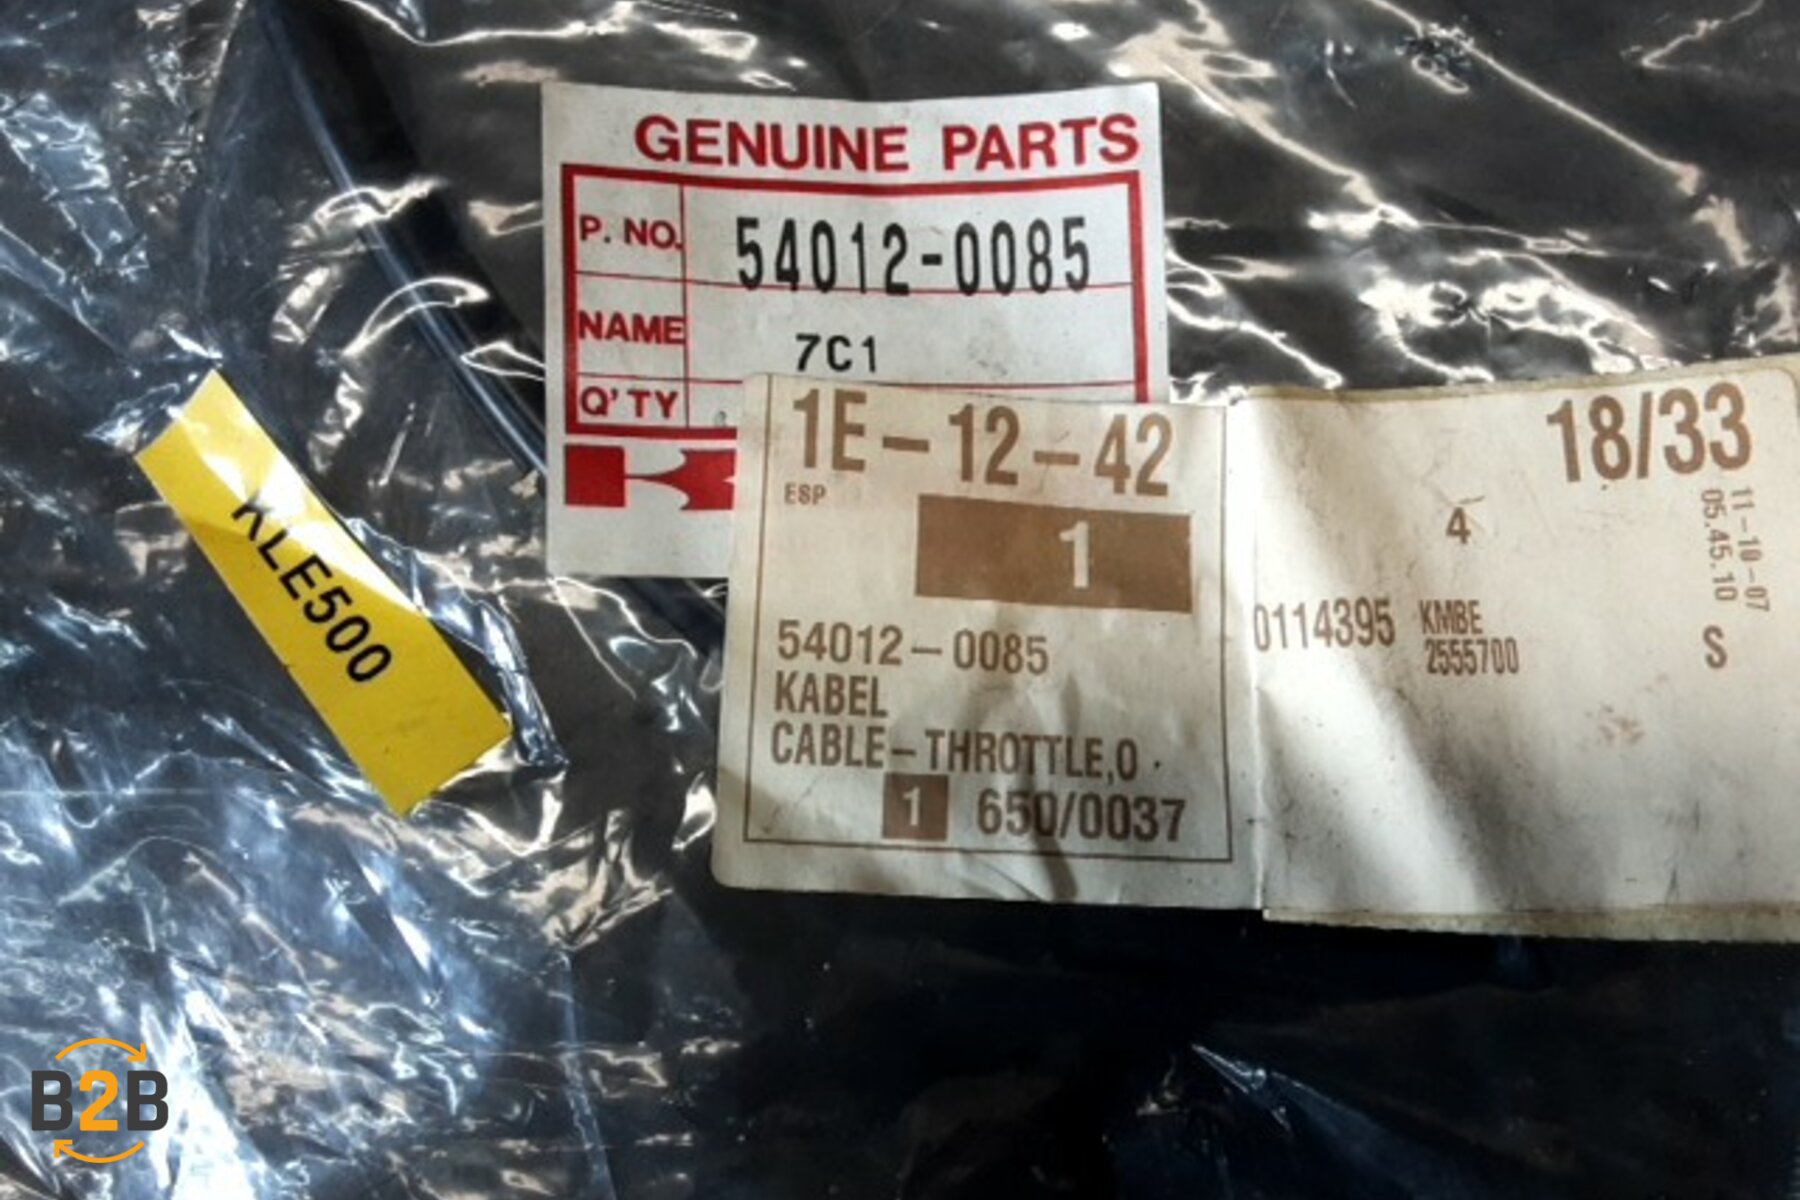 GENUINE PARTS
P. NO. 54012-0085
NAME 7C1
Q'TY
1E-12-42
ESP
1
54012-0085
KABEL
CABLE-THROTTLE,O
1 650/0037
18/33
4
11-10-07
05.45.10
0114395 KMBE
2555700
S
KLE500
B2B